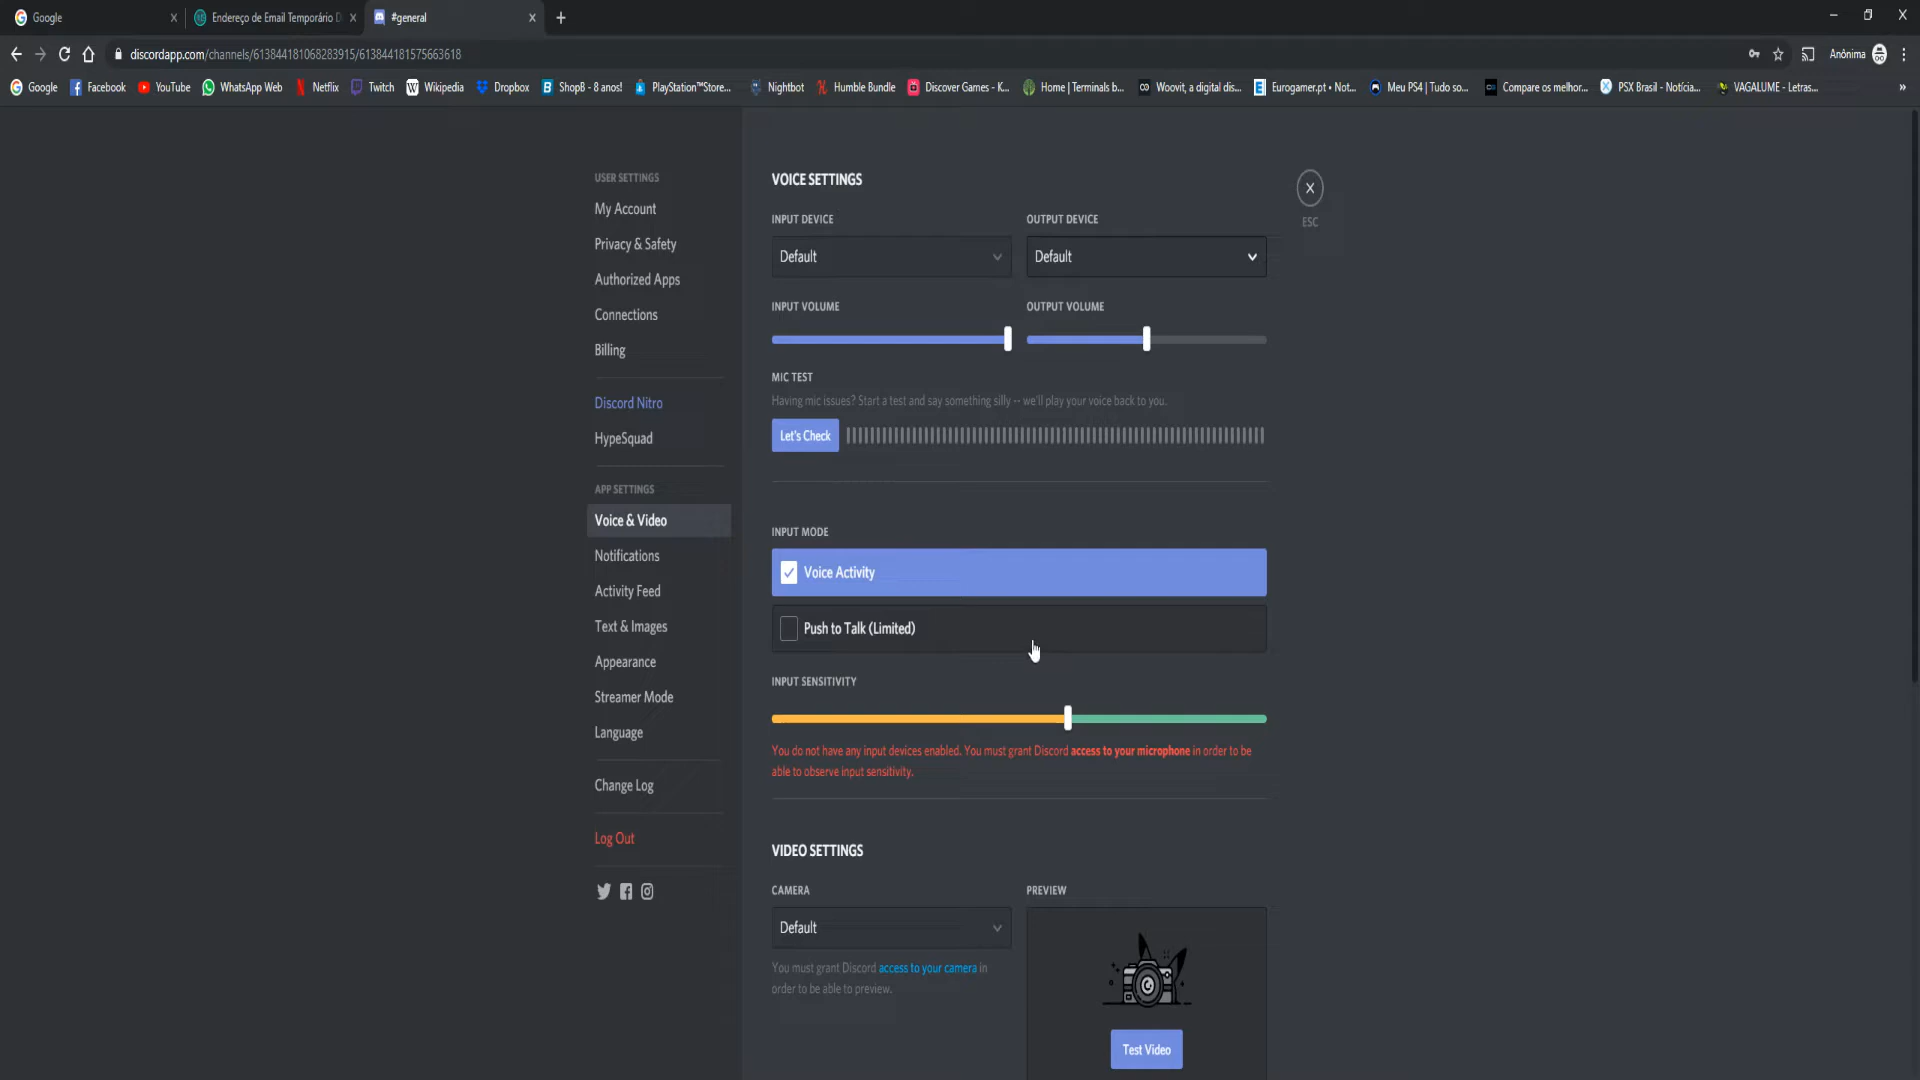 Google
Endereço de Email Temporário D
#general
discordapp.com/channels/613844181068283915/613844181575663618
Anônima
Google
Facebook
YouTube
WhatsApp Web
Netflix
Twitch
Wikipedia
Dropbox
ShopB - 8 anos!
PlayStation™Store...
Nightbot
Humble Bundle
Discover Games - K...
Home | Terminals b...
Woovit, a digital dis...
Eurogamer.pt • Not...
Meu PS4 | Tudo so...
Compare os melhor...
PSX Brasil - Notícia...
VAGALUME - Letras...
»
USER SETTINGS
My Account
Privacy & Safety
Authorized Apps
Connections
Billing
Discord Nitro
HypeSquad
APP SETTINGS
Voice & Video
Notifications
Activity Feed
Text & Images
Appearance
Streamer Mode
Language
Change Log
Log Out
VOICE SETTINGS
INPUT DEVICE
OUTPUT DEVICE
Default
Default
INPUT VOLUME
OUTPUT VOLUME
MIC TEST
Having mic issues? Start a test and say something silly -- we'll play your voice back to you.
Let's Check
INPUT MODE
Voice Activity
Push to Talk (Limited)
INPUT SENSITIVITY
You do not have any input devices enabled. You must grant Discord access to your microphone in order to be
able to observe input sensitivity.
VIDEO SETTINGS
CAMERA
PREVIEW
Default
You must grant Discord access to your camera in
order to be able to preview.
Test Video
ESC